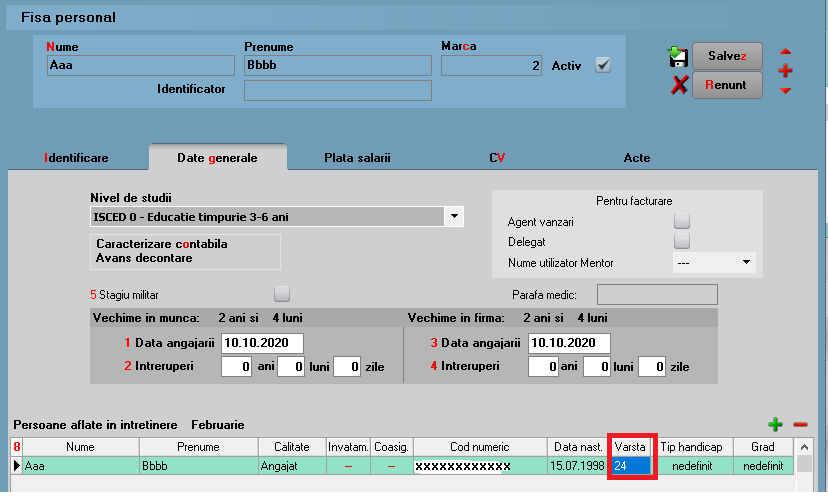 Fisa personal
Nume Prenume Marca
Aaa Bbbb 2 Activ
Identificator
Salvez
Renunt
Identificare Date generale Plata salarii CV Acte
Nivel de studii
ISCED 0 - Educatie timpurie 3-6 ani
Caracterizare contabila
Avans decontare
Pentru facturare
Agent vanzari
Delegat
Nume utilizator Mentor ---
5 Stagiu militar Parafa medic:
Vechime in munca: 2 ani si 4 luni Vechime in firma: 2 ani si 4 luni
1 Data angajarii 10.10.2020 3 Data angajarii 10.10.2020
2 Intreruperi 0 ani 0 luni 0 zile 4 Intreruperi 0 ani 0 luni 0 zile
Persoane aflate in intretinere Februarie
8 Nume Prenume Calitate Invatam. Coasig. Cod numeric Data nast. Varsta Tip handicap Grad
Aaa Bbbb Angajat – – xxxxxxxxxxxx 15.07.1998 24 nedefinit nedefinit